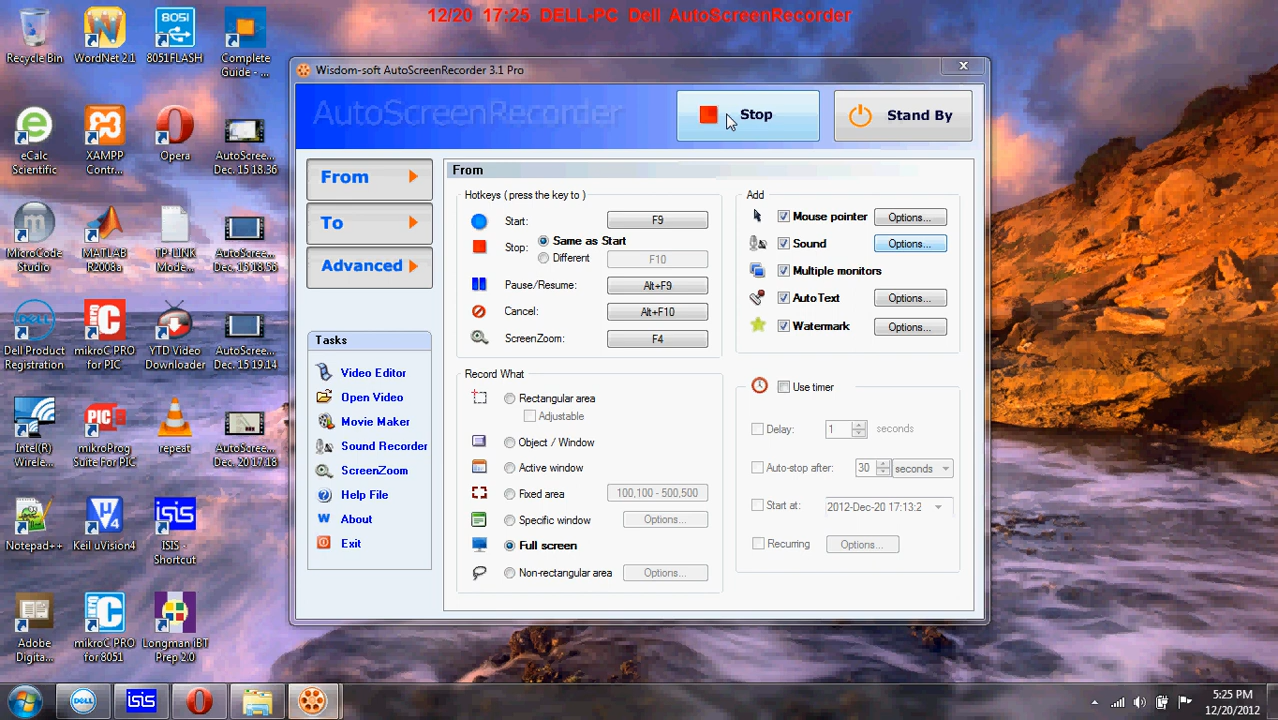 12/20 17:25 DELL-PC Dell AutoScreenRecorder
Recycle Bin
WordNet 2.1
8051
8051FLASH
Complete
Guide - ...
eCalc
Scientific
XAMPP
Contr...
Opera
AutoScree...
Dec. 15 18.36
MicroCode
Studio
MATLAB
R2008a
TP-LINK
Mode...
AutoScree...
Dec. 15 18.56
DELL
Dell Product
Registration
mikroC PRO
for PIC
YTD Video
Downloader
AutoScree...
Dec. 15 19.14
Intel(R)
Wirele...
PIC
mikroProg
Suite For PIC
repeat
AutoScree...
Dec. 20 17.18
Notepad++
Keil uVision4
isis
ISIS -
Shortcut
Adobe
Digita...
mikroC PRO
for 8051
Longman iBT
Prep 2.0
Wisdom-soft AutoScreenRecorder 3.1 Pro
AutoScreenRecorder
Stop
Stand By
From
To
Advanced
Tasks
Video Editor
Open Video
Movie Maker
Sound Recorder
ScreenZoom
Help File
About
Exit
From
Hotkeys ( press the key to )
Start:
F9
Stop:
Same as Start
Different
F10
Pause/Resume:
Alt+F9
Cancel:
Alt+F10
ScreenZoom:
F4
Record What
Rectangular area
Adjustable
Object / Window
Active window
Fixed area
100,100 - 500,500
Specific window
Options...
Full screen
Non-rectangular area
Options...
Add
Mouse pointer
Options...
Sound
Options...
Multiple monitors
AutoText
Options...
Watermark
Options...
Use timer
Delay:
1
seconds
Auto-stop after:
30
seconds
Start at:
2012-Dec-20 17:13:2
Recurring
Options...
DELL
isis
5:25 PM
12/20/2012